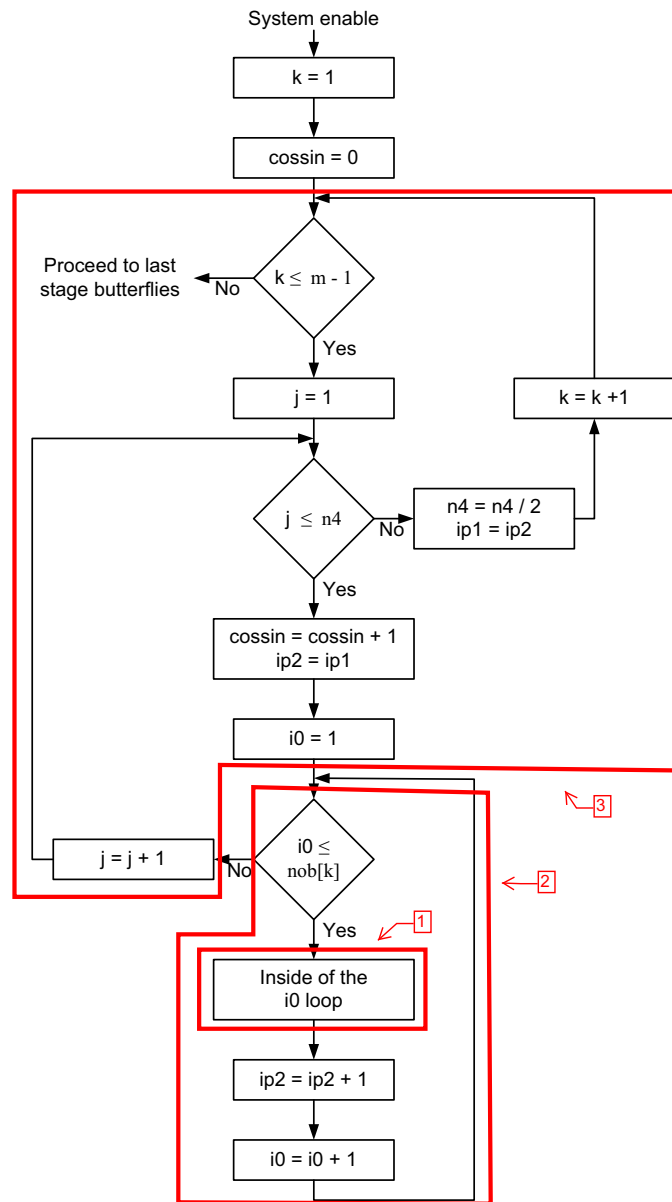 System enable
k = 1
cossin = 0
k ≤ m - 1
No
Proceed to last
stage butterflies
Yes
j = 1
k = k +1
j ≤ n4
No
n4 = n4 / 2
ip1 = ip2
Yes
cossin = cossin + 1
ip2 = ip1
i0 = 1
3
i0 ≤
nob[k]
No
j = j + 1
2
Yes
1
Inside of the
i0 loop
ip2 = ip2 + 1
i0 = i0 + 1